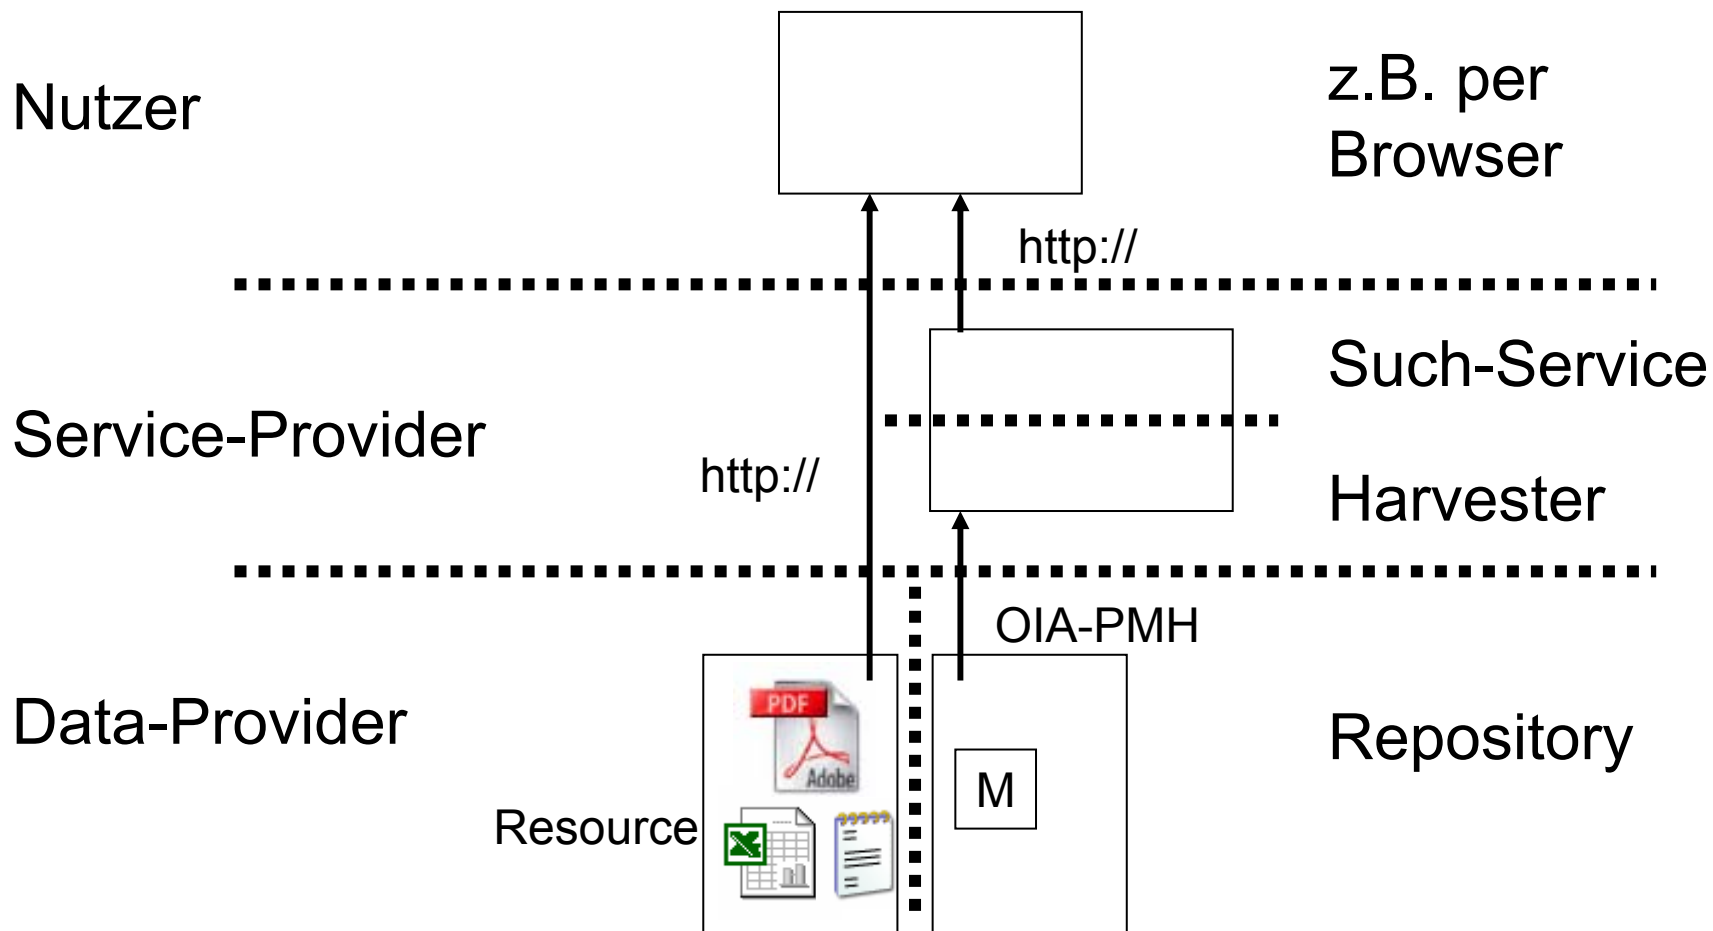 Nutzer
z.B. per
Browser
http://
Such-Service
Service-Provider
http://
Harvester
OIA-PMH
Data-Provider
PDF
Adobe
Repository
M
Resource